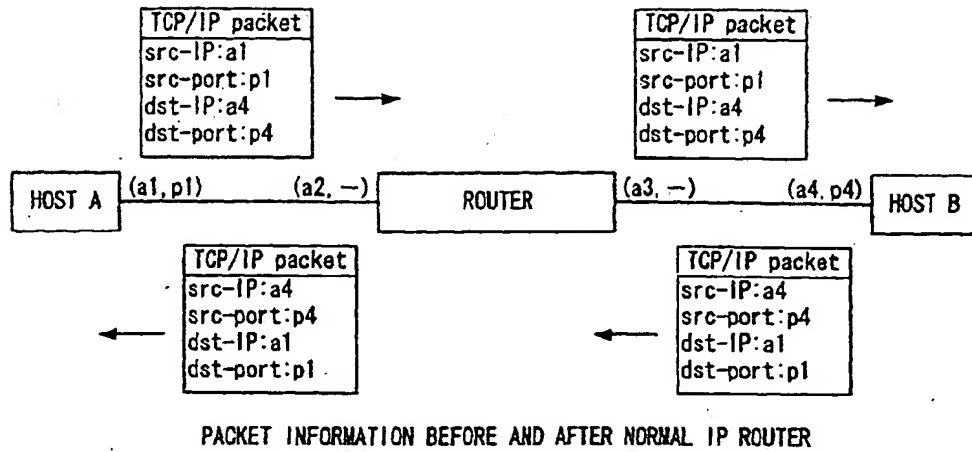 TCP/IP packet
src-IP:a1
src-port:p1
dst-IP:a4
dst-port:p4
TCP/IP packet
src-IP:a1
src-port:p1
dst-IP:a4
dst-port:p4
HOST A
(a1, p1)
(a2, —)
ROUTER
(a3, —)
(a4, p4)
HOST B
TCP/IP packet
src-IP:a4
src-port:p4
dst-IP:a1
dst-port:p1
TCP/IP packet
src-IP:a4
src-port:p4
dst-IP:a1
dst-port:p1
PACKET INFORMATION BEFORE AND AFTER NORMAL IP ROUTER